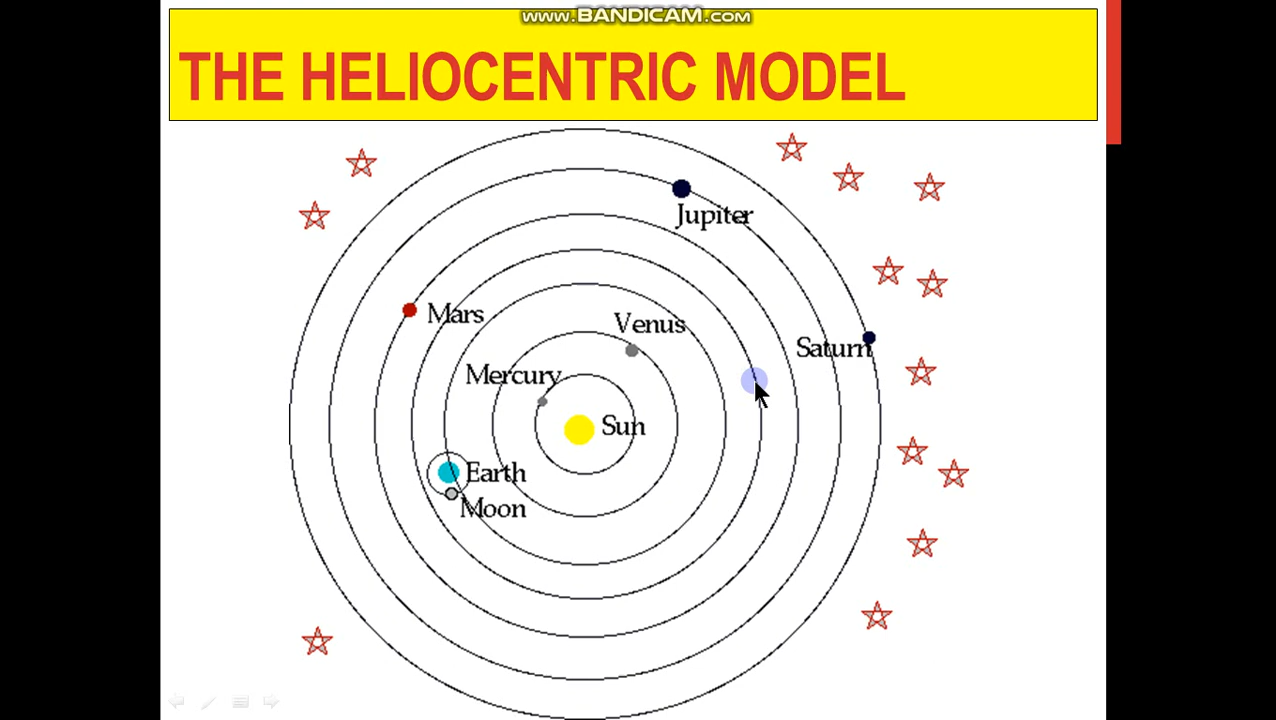 www.BANDICAM.com
THE HELIOCENTRIC MODEL
Jupiter
Mars
Venus
Saturn
Mercury
Sun
Earth
Moon